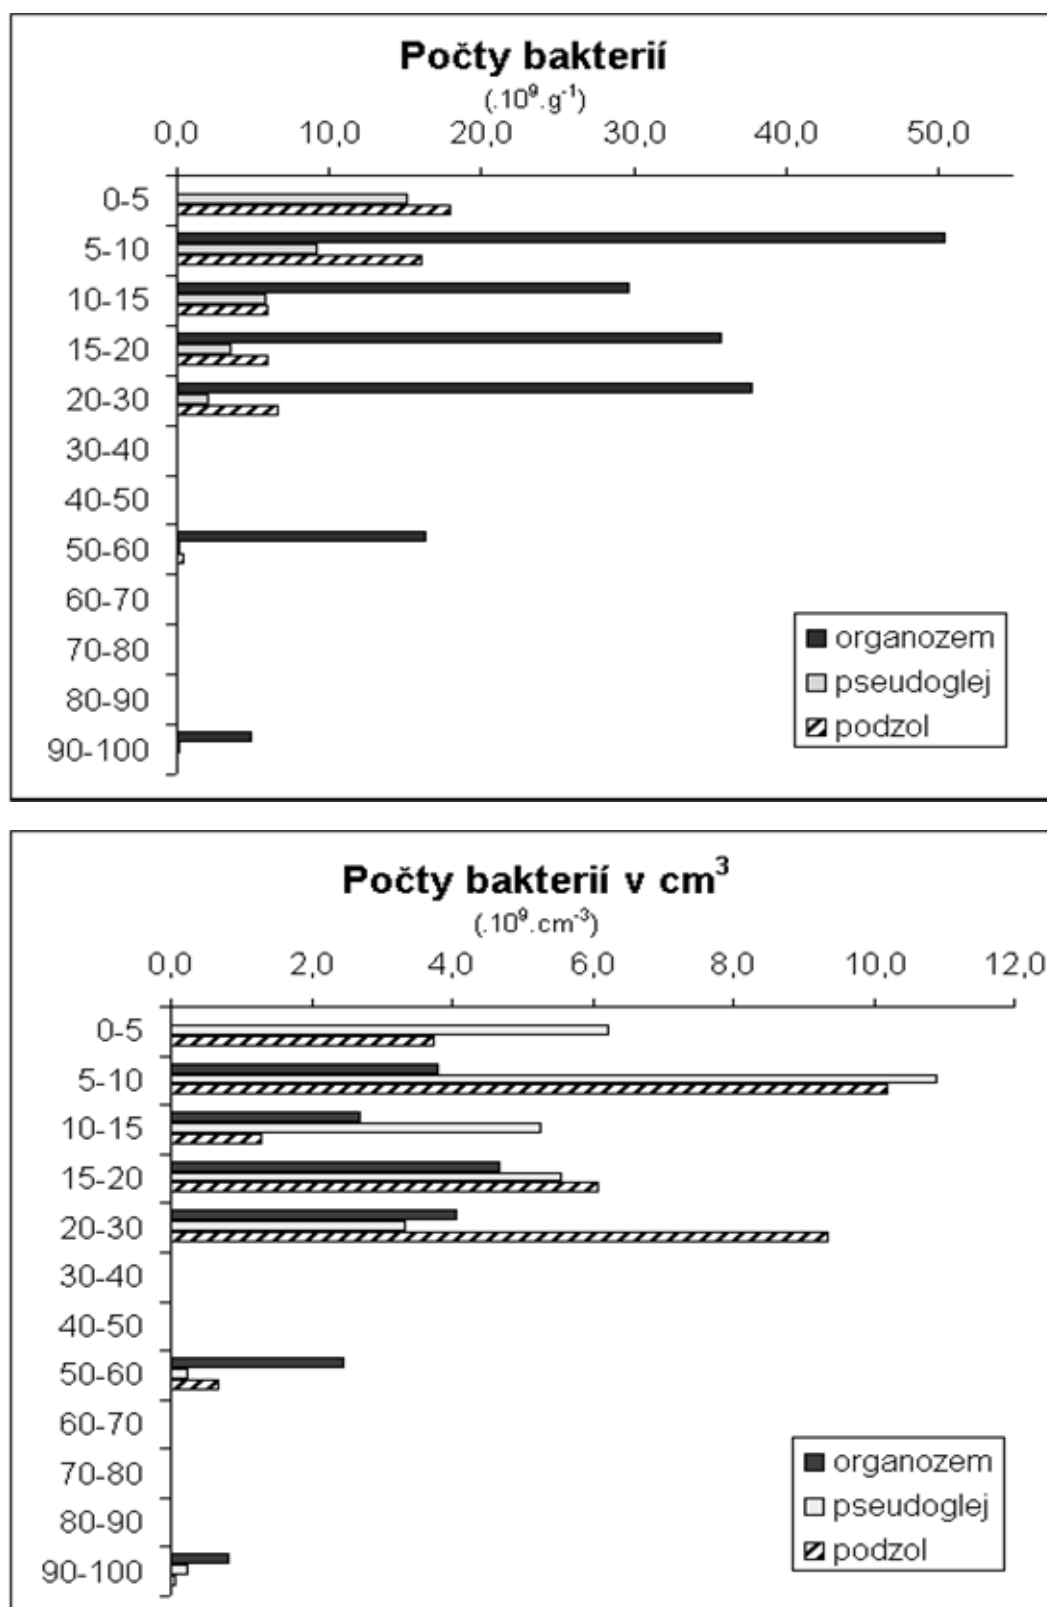 Počty bakterií
(.10⁹.g⁻¹)
0,0 10,0 20,0 30,0 40,0 50,0
0-5
5-10
10-15
15-20
20-30
30-40
40-50
50-60
60-70
70-80
80-90
90-100
organozem
pseudoglej
podzol
Počty bakterií v cm³
(.10⁹.cm⁻³)
0,0 2,0 4,0 6,0 8,0 10,0 12,0
0-5
5-10
10-15
15-20
20-30
30-40
40-50
50-60
60-70
70-80
80-90
90-100
organozem
pseudoglej
podzol